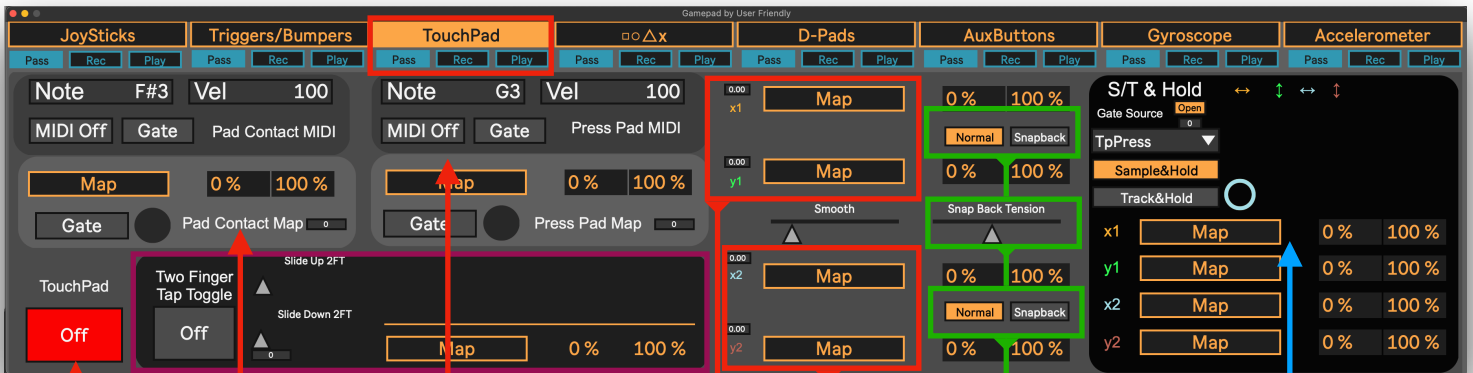 Gamepad by User Friendly
JoySticks Triggers/Bumpers TouchPad □○△x D-Pads AuxButtons Gyroscope Accelerometer
Pass Rec Play Pass Rec Play Pass Rec Play Pass Rec Play Pass Rec Play Pass Rec Play Pass Rec Play Pass Rec Play
Note F#3 Vel 100
MIDI Off Gate Pad Contact MIDI
Map 0 % 100 %
Gate Pad Contact Map 0
Note G3 Vel 100
MIDI Off Gate Press Pad MIDI
Map 0 % 100 %
Gate Press Pad Map 0
TouchPad
Off
Two Finger
Tap Toggle
Off
Slide Up 2FT
Slide Down 2FT
0
Map 0 % 100 %
0.00
x1 Map 0 % 100 %
Normal Snapback
0.00
y1 Map 0 % 100 %
Smooth Snap Back Tension
0.00
x2 Map 0 % 100 %
Normal Snapback
0.00
y2 Map 0 % 100 %
S/T & Hold ↔ ↕ ↔ ↕
Gate Source Open
0
TpPress
Sample&Hold
Track&Hold
x1 Map 0 % 100 %
y1 Map 0 % 100 %
x2 Map 0 % 100 %
y2 Map 0 % 100 %